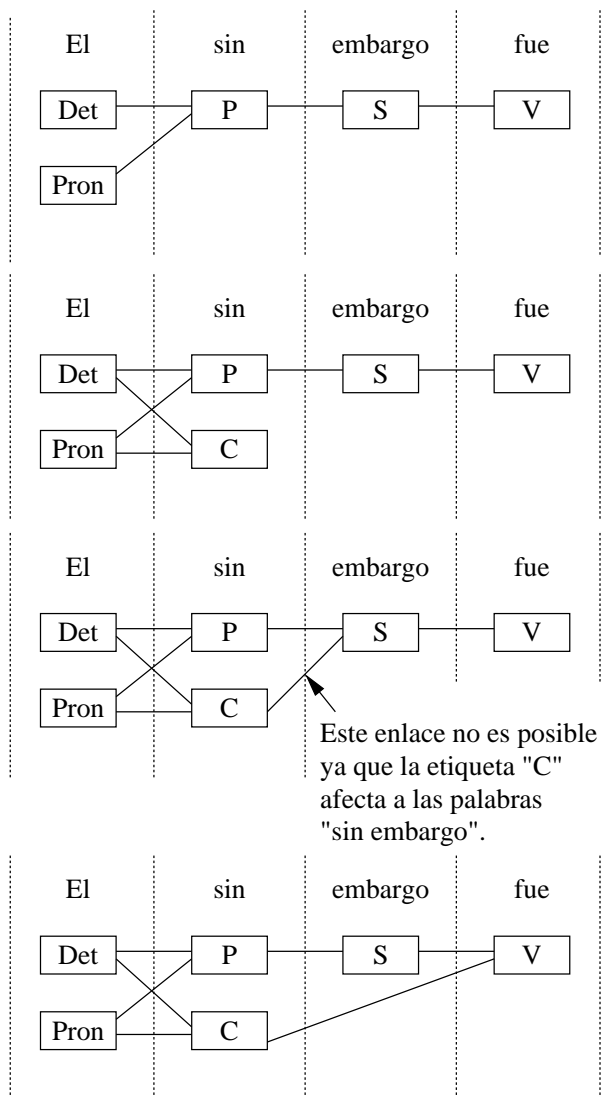 El sin embargo fue
Det P S V
Pron
El sin embargo fue
Det P S V
Pron C
El sin embargo fue
Det P S V
Pron C
Este enlace no es posible
ya que la etiqueta "C"
afecta a las palabras
"sin embargo".
El sin embargo fue
Det P S V
Pron C